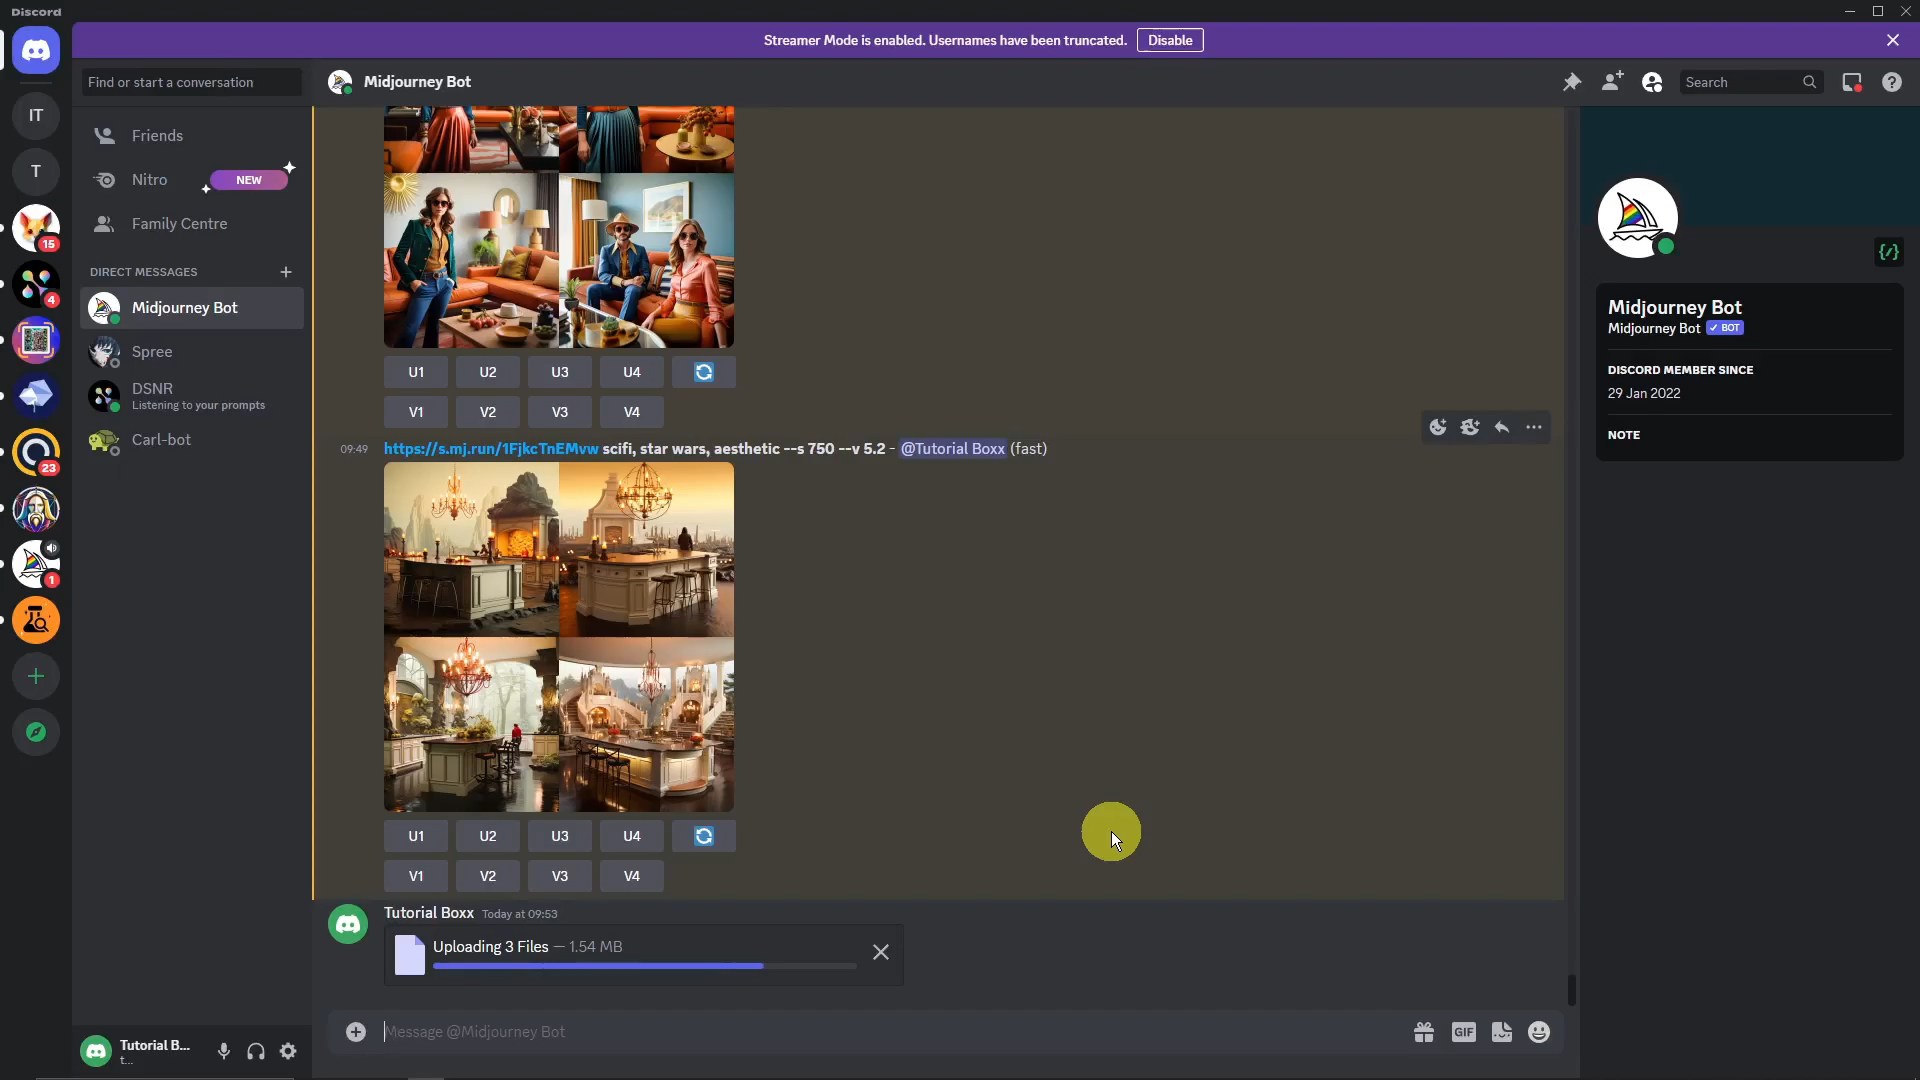 Discord
Streamer Mode is enabled. Usernames have been truncated. Disable
Find or start a conversation
Midjourney Bot
Search
IT
Friends
T
Nitro
NEW
Family Centre
15
DIRECT MESSAGES
4
Midjourney Bot
Spree
DSNR
Listening to your prompts
Carl-bot
23
1
U1 U2 U3 U4
V1 V2 V3 V4
09:49 https://s.mj.run/1FjkcTnEMvw scifi, star wars, aesthetic --s 750 --v 5.2 - @Tutorial Boxx (fast)
U1 U2 U3 U4
V1 V2 V3 V4
Tutorial Boxx Today at 09:53
Uploading 3 Files — 1.54 MB
Message @Midjourney Bot
GIF
Tutorial B...
t...
Midjourney Bot
Midjourney Bot ✓ BOT
DISCORD MEMBER SINCE
29 Jan 2022
NOTE